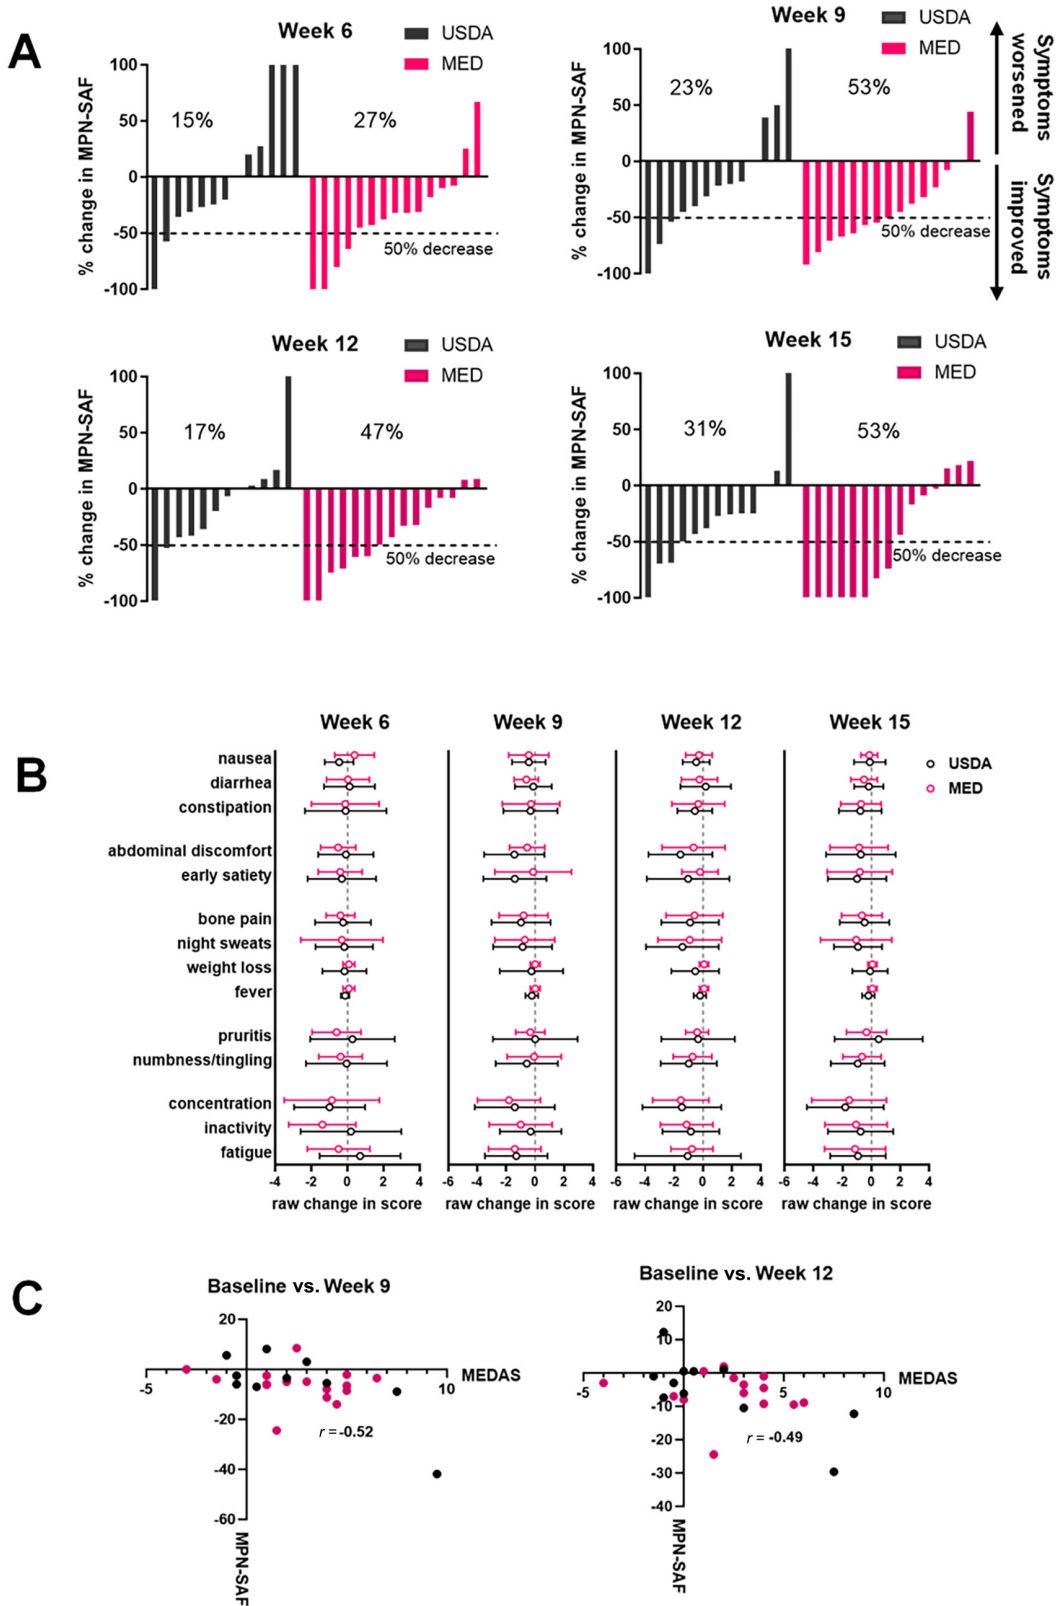 A
Week 6
USDA
MED
% change in MPN-SAF
100
50
0
-50
-100
15%
27%
50% decrease
Week 9
USDA
MED
% change in MPN-SAF
100
50
0
-50
-100
23%
53%
50% decrease
Symptoms
worsened
Symptoms
improved
Week 12
USDA
MED
% change in MPN-SAF
100
50
0
-50
-100
17%
47%
50% decrease
Week 15
USDA
MED
% change in MPN-SAF
100
50
0
-50
-100
31%
53%
50% decrease
B
Week 6
Week 9
Week 12
Week 15
USDA
MED
nausea
diarrhea
constipation
abdominal discomfort
early satiety
bone pain
night sweats
weight loss
fever
pruritis
numbness/tingling
concentration
inactivity
fatigue
-4 -2 0 2 4
-6 -4 -2 0 2 4
-6 -4 -2 0 2 4
-6 -4 -2 0 2 4
raw change in score
raw change in score
raw change in score
raw change in score
C
Baseline vs. Week 9
20
-5
10
MEDAS
-20
-40
-60
r = -0.52
MPN-SAF
Baseline vs. Week 12
20
10
-5
5
10
MEDAS
-10
-20
-30
-40
r = -0.49
MPN-SAF